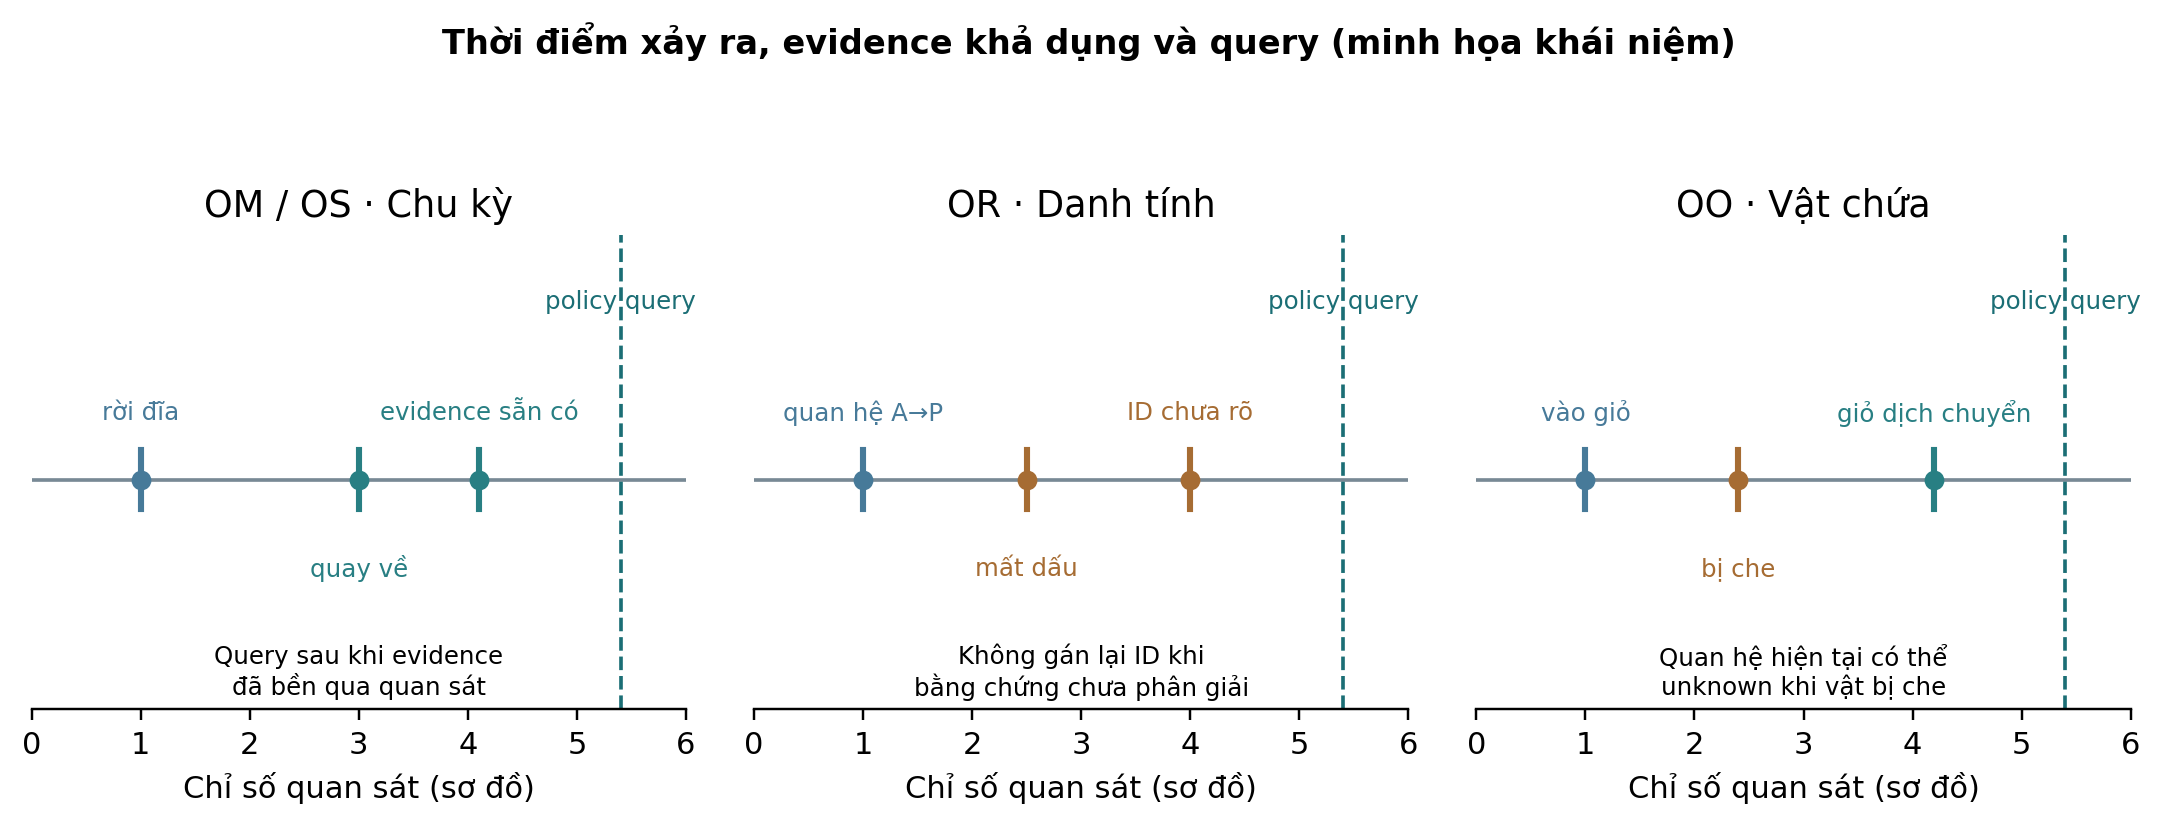 Thời điểm xảy ra, evidence khả dụng và query (minh họa khái niệm)
OM / OS · Chu kỳ
policy query
rời đĩa
evidence sẵn có
quay về
Query sau khi evidence
đã bền qua quan sát
0 1 2 3 4 5 6
Chỉ số quan sát (sơ đồ)
OR · Danh tính
policy query
quan hệ A→P
ID chưa rõ
mất dấu
Không gán lại ID khi
bằng chứng chưa phân giải
0 1 2 3 4 5 6
Chỉ số quan sát (sơ đồ)
OO · Vật chứa
policy query
vào giỏ
giỏ dịch chuyển
bị che
Quan hệ hiện tại có thể
unknown khi vật bị che
0 1 2 3 4 5 6
Chỉ số quan sát (sơ đồ)